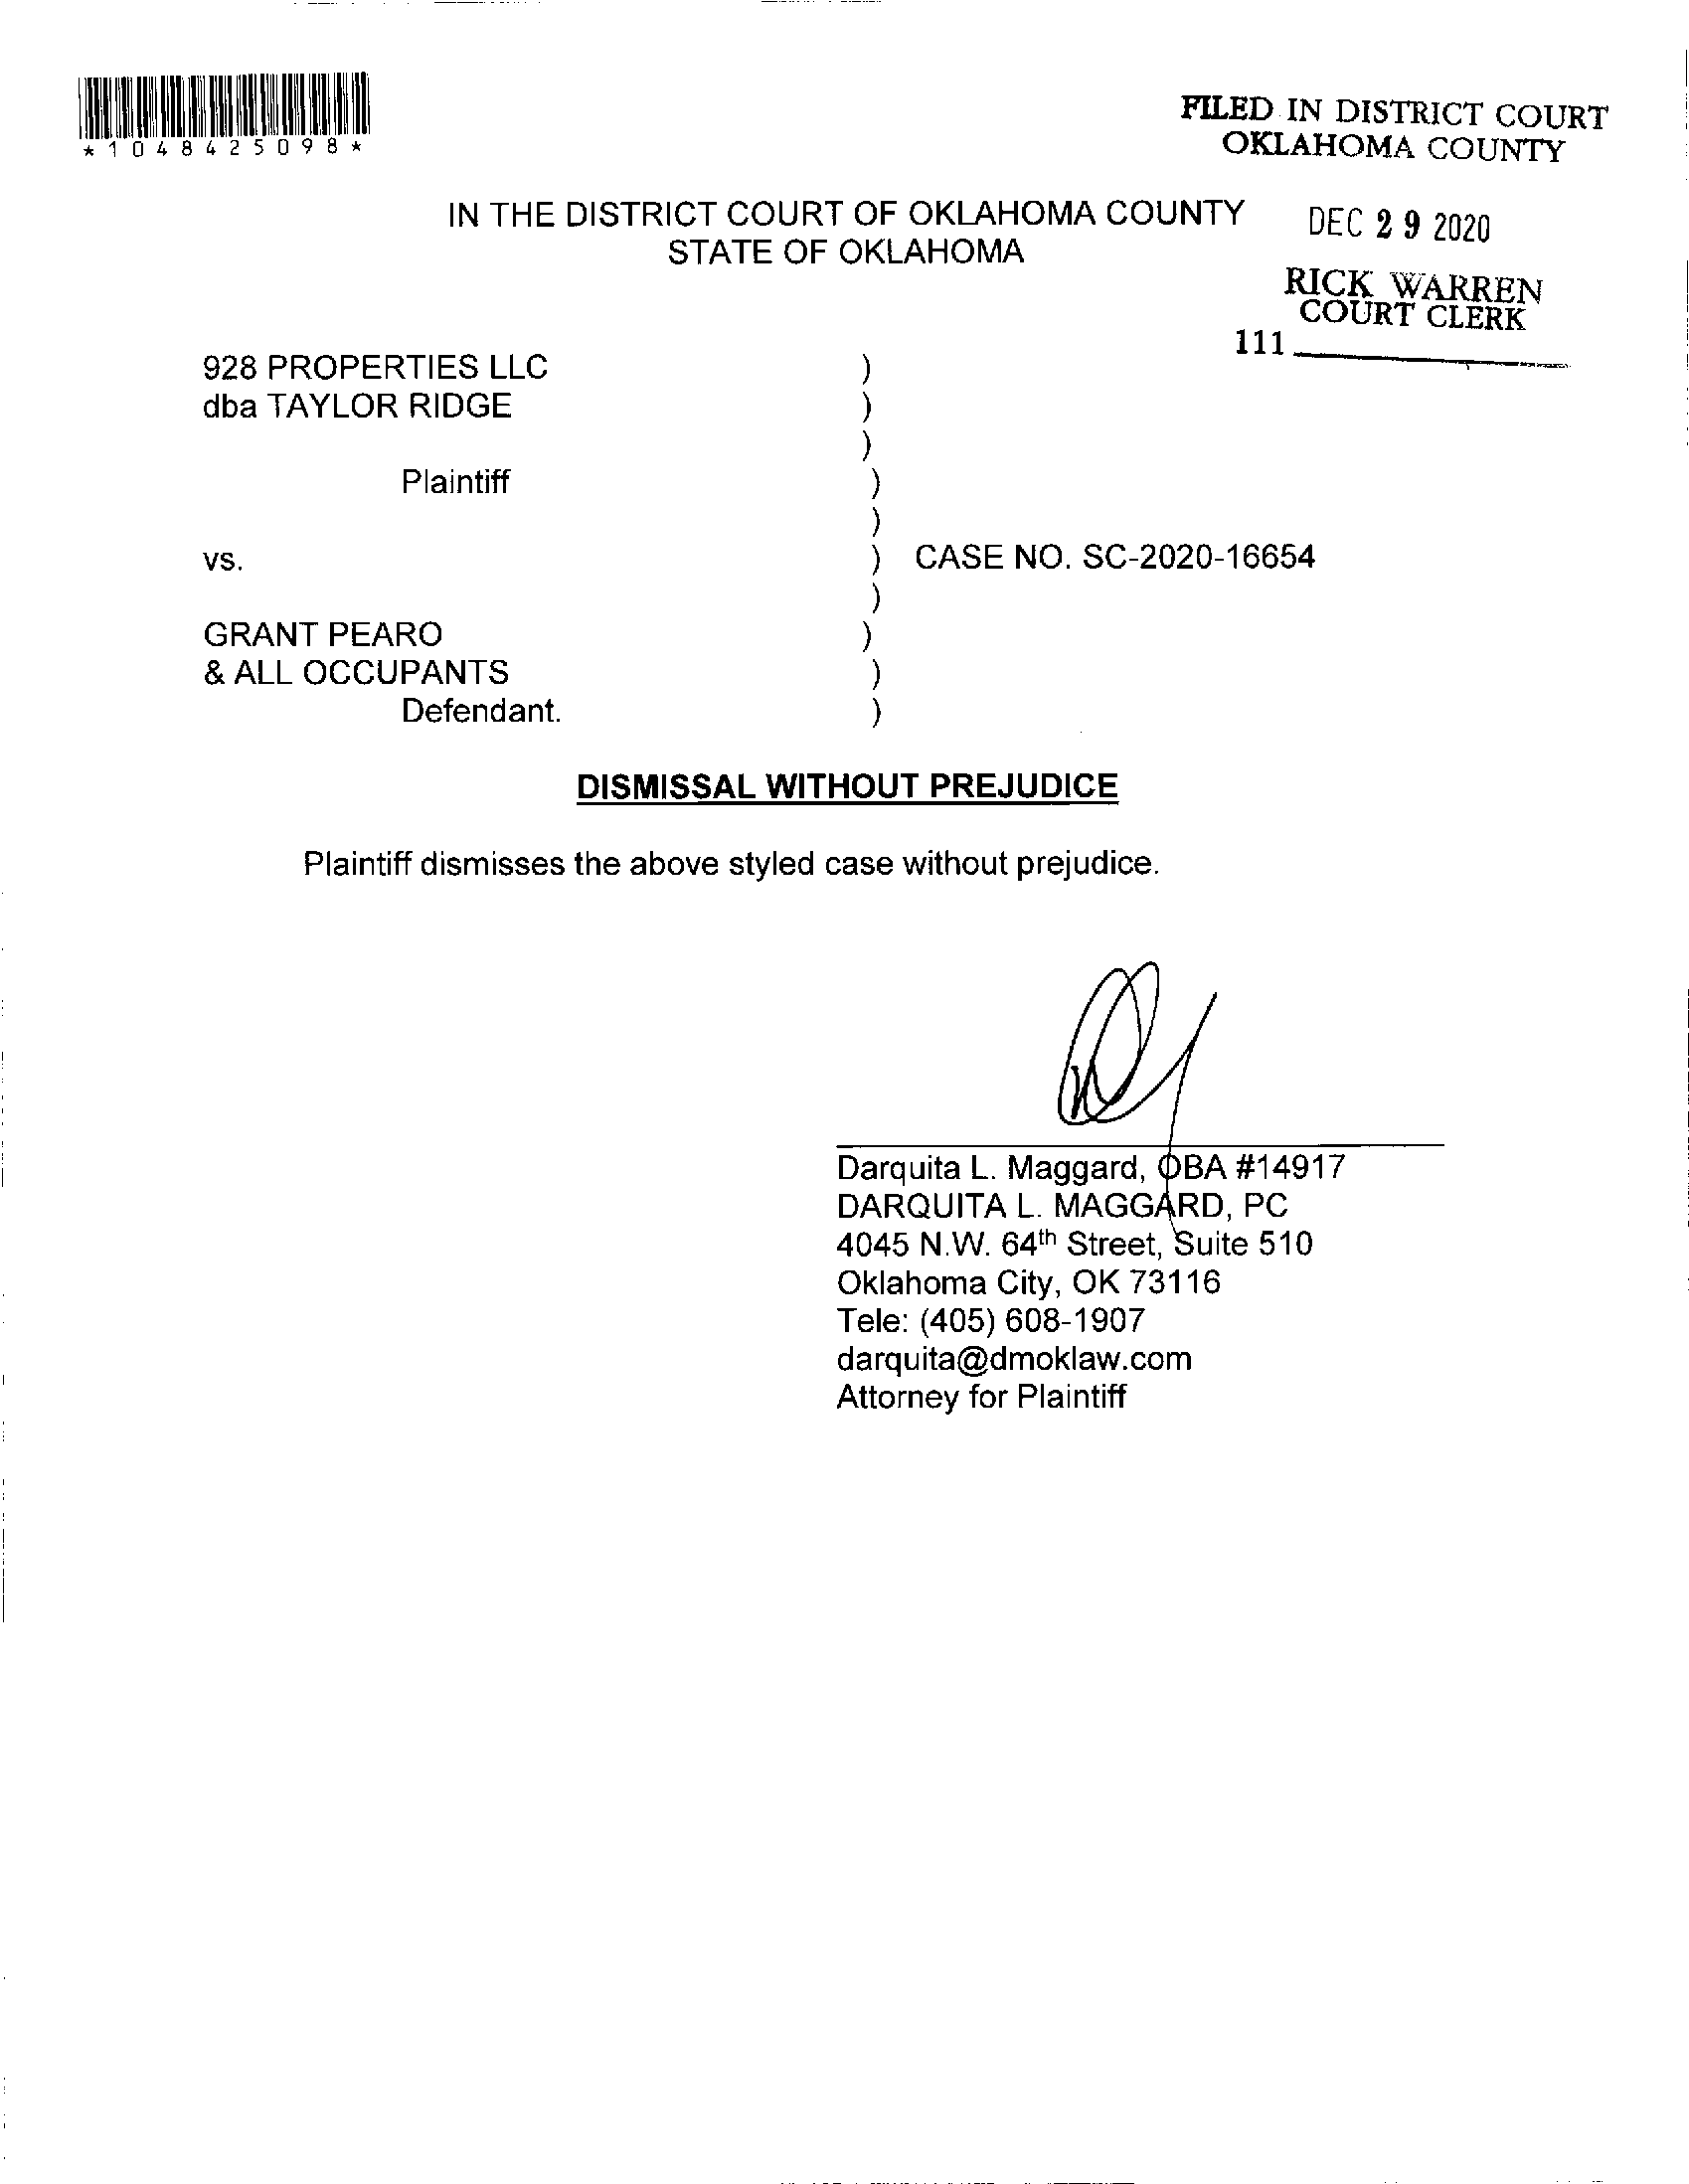 *1048425098*
FILED IN DISTRICT COURT
OKLAHOMA COUNTY
IN THE DISTRICT COURT OF OKLAHOMA COUNTY
STATE OF OKLAHOMA
DEC 29 2020
RICK WARREN
COURT CLERK
111
928 PROPERTIES LLC )
dba TAYLOR RIDGE )
)
Plaintiff )
)
vs. ) CASE NO. SC-2020-16654
)
GRANT PEARO )
& ALL OCCUPANTS )
Defendant. )
DISMISSAL WITHOUT PREJUDICE
Plaintiff dismisses the above styled case without prejudice.
Darquita L. Maggard, OBA #14917
DARQUITA L. MAGGARD, PC
4045 N.W. 64th Street, Suite 510
Oklahoma City, OK 73116
Tele: (405) 608-1907
darquita@dmoklaw.com
Attorney for Plaintiff